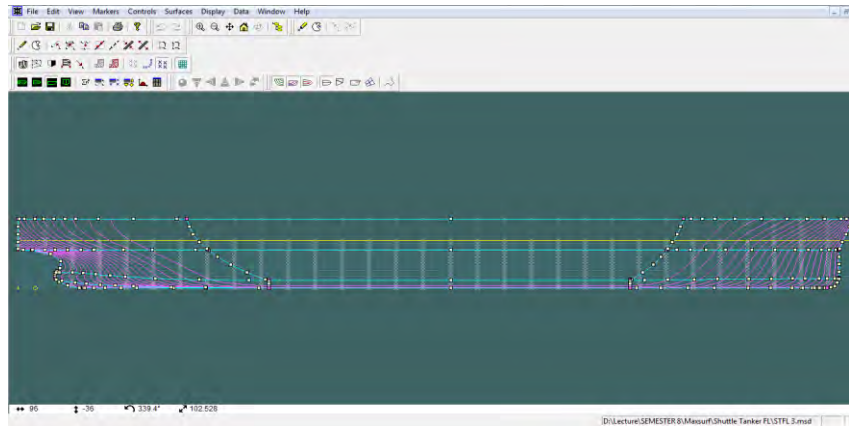 File Edit View Markers Controls Surfaces Display Data Window Help
96 -36 339.4° 102.528
D:\Lecture\SEMESTER 8\Maxsurf\Shuttle Tanker FL\STFL 3.msd